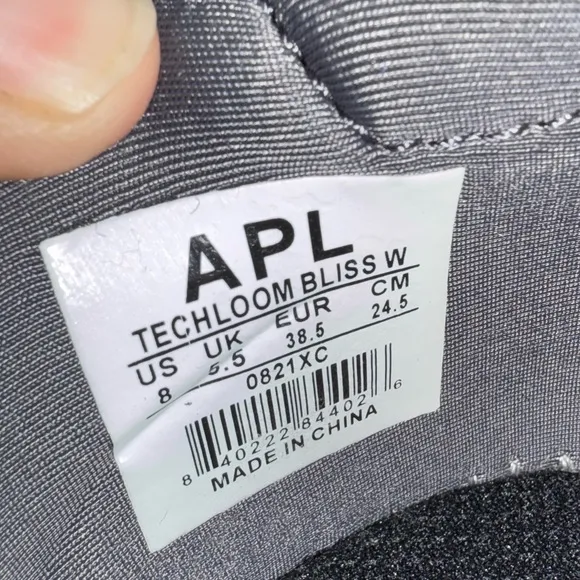 APL
TECHLOOM BLISS W
US UK EUR CM
8 5.5 38.5 24.5
0821XC
8 40222 84402 6
MADE IN CHINA